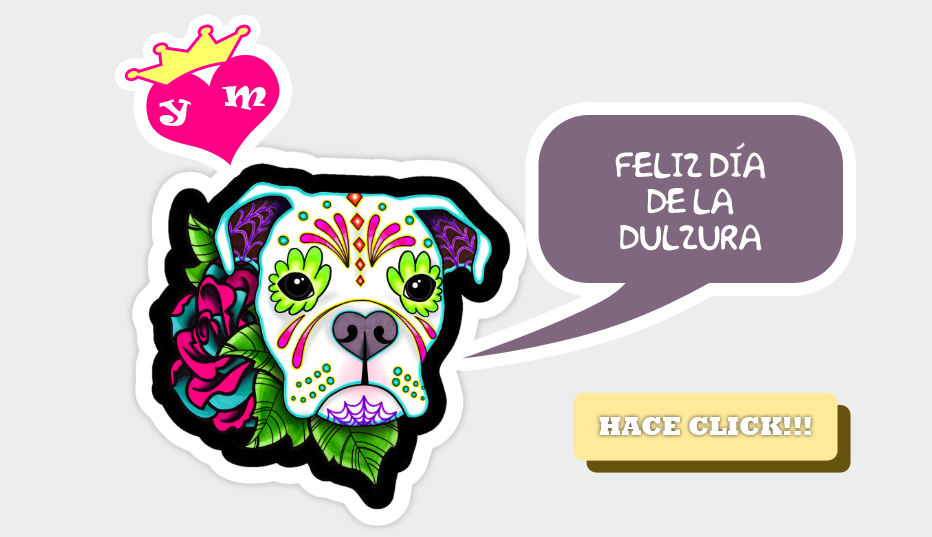 y m
FELIZ DÍA
DE LA
DULZURA
HACE CLICK!!!